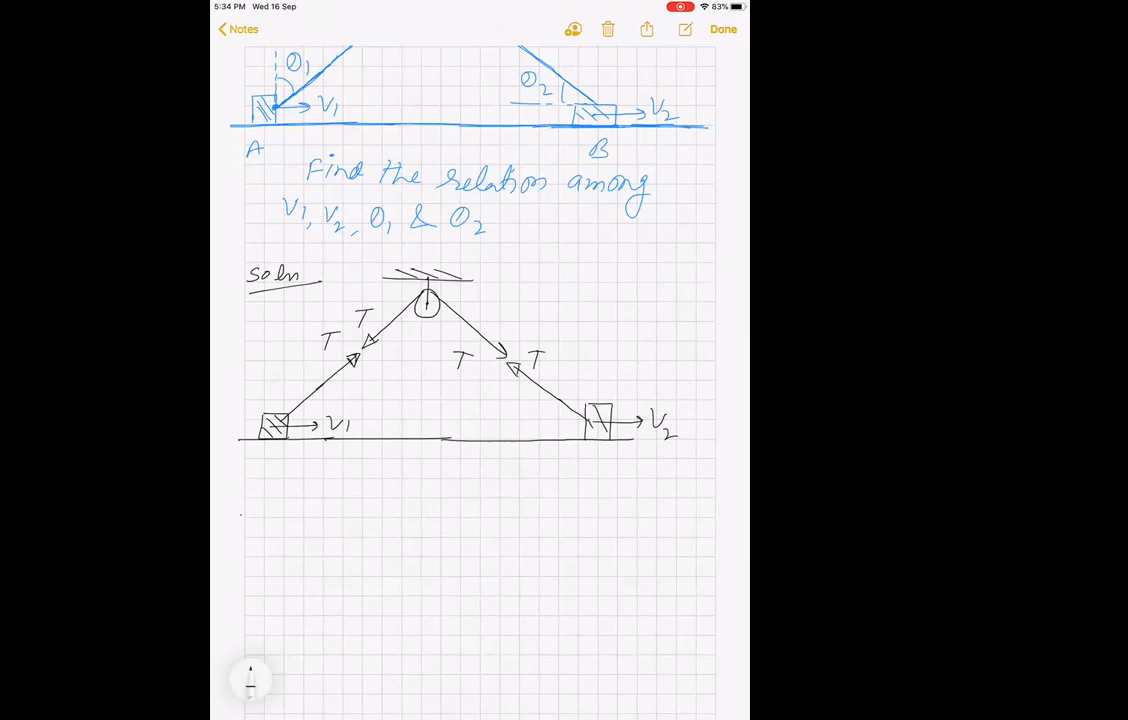 5:34 PM Wed 16 Sep
83%
Notes
Done
θ1
V1
θ2
V2
A
B
Find the relation among
V1, V2, θ1 & θ2
Soln
T
T
T
T
V1
V2